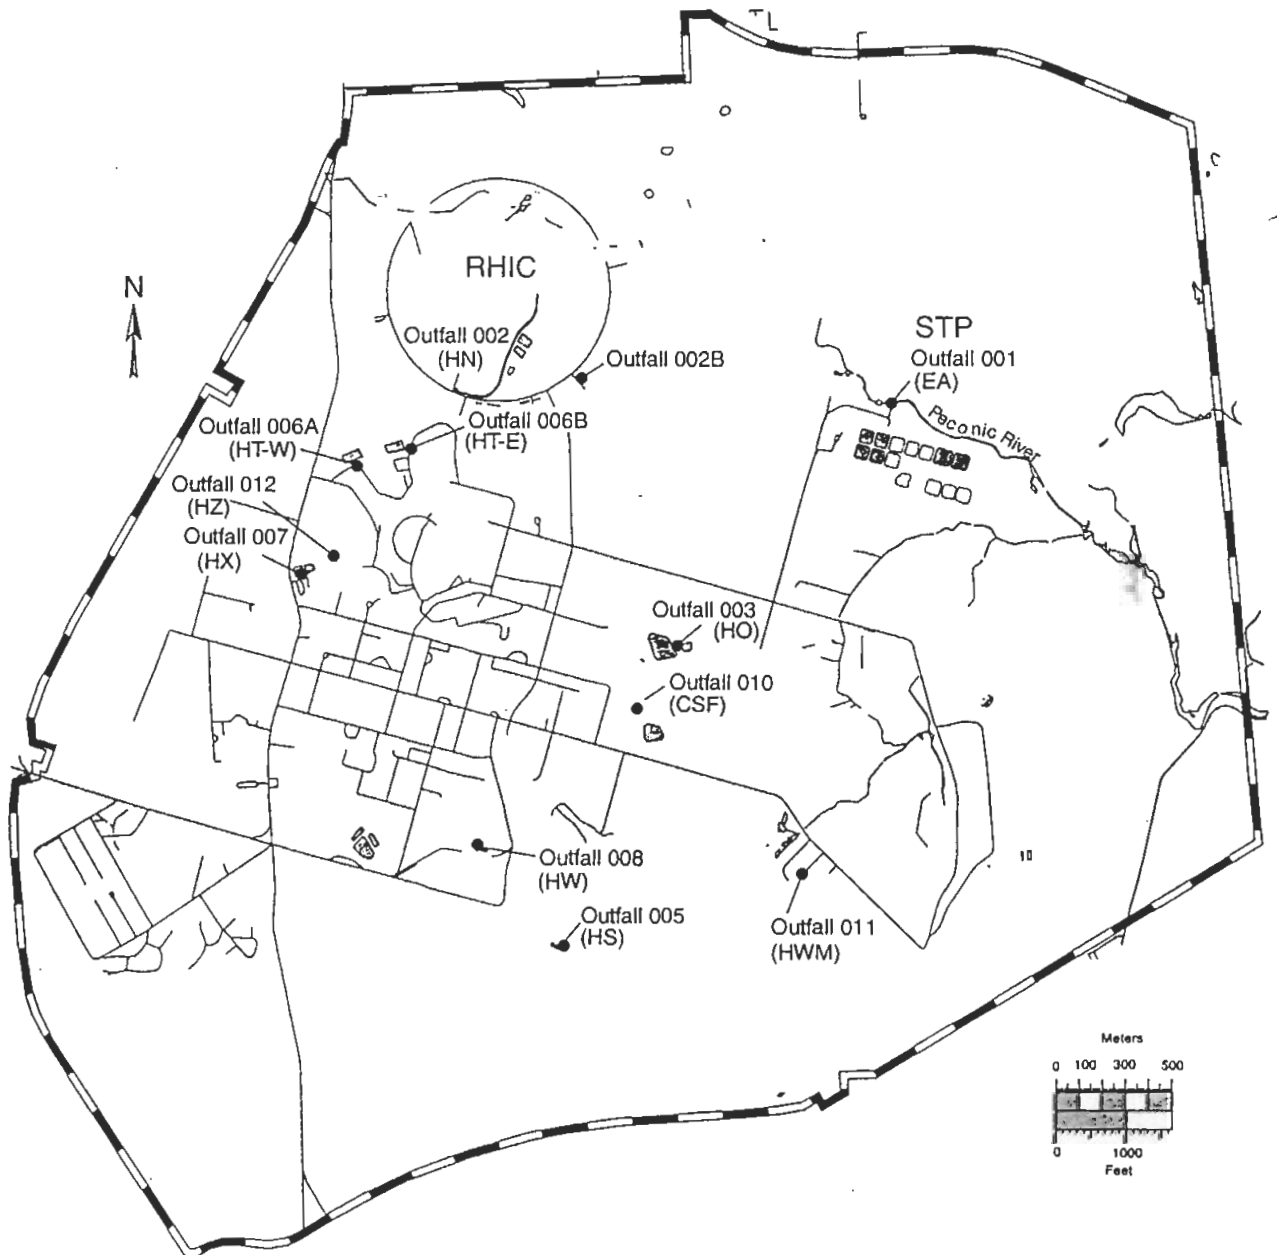 N
RHIC
Outfall 002
(HN)
Outfall 002B
STP
Outfall 001
(EA)
Peconic River
Outfall 006A
(HT-W)
Outfall 006B
(HT-E)
Outfall 012
(HZ)
Outfall 007
(HX)
Outfall 003
(HO)
Outfall 010
(CSF)
Outfall 008
(HW)
Outfall 005
(HS)
Outfall 011
(HWM)
Meters
0 100 300 500
0 1000
Feet